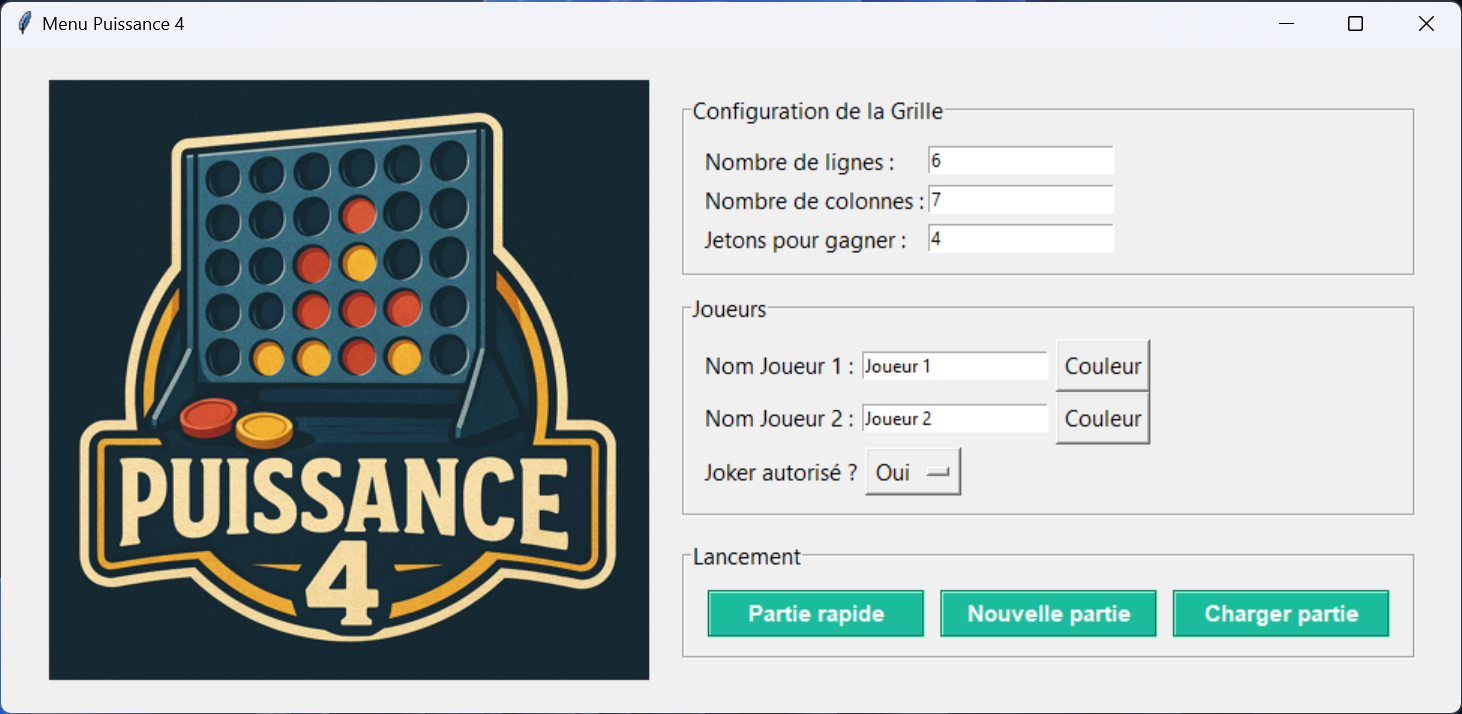 Menu Puissance 4
PUISSANCE
4
Configuration de la Grille
Nombre de lignes : 6
Nombre de colonnes : 7
Jetons pour gagner : 4
Joueurs
Nom Joueur 1 : Joueur 1 Couleur
Nom Joueur 2 : Joueur 2 Couleur
Joker autorisé ? Oui
Lancement
Partie rapide Nouvelle partie Charger partie